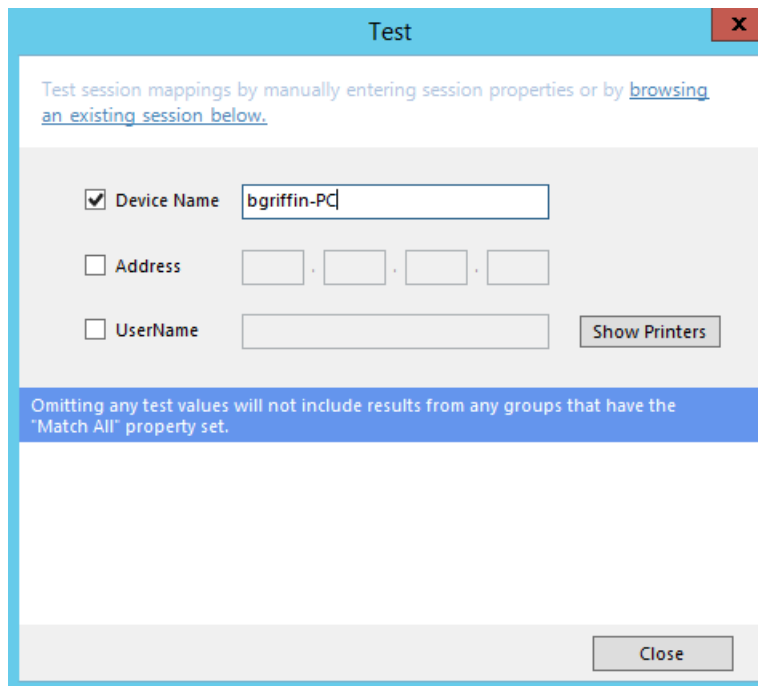 Test
x
Test session mappings by manually entering session properties or by browsing
an existing session below.
Device Name bgriffin-PC
Address . . .
UserName Show Printers
Omitting any test values will not include results from any groups that have the
"Match All" property set.
Close